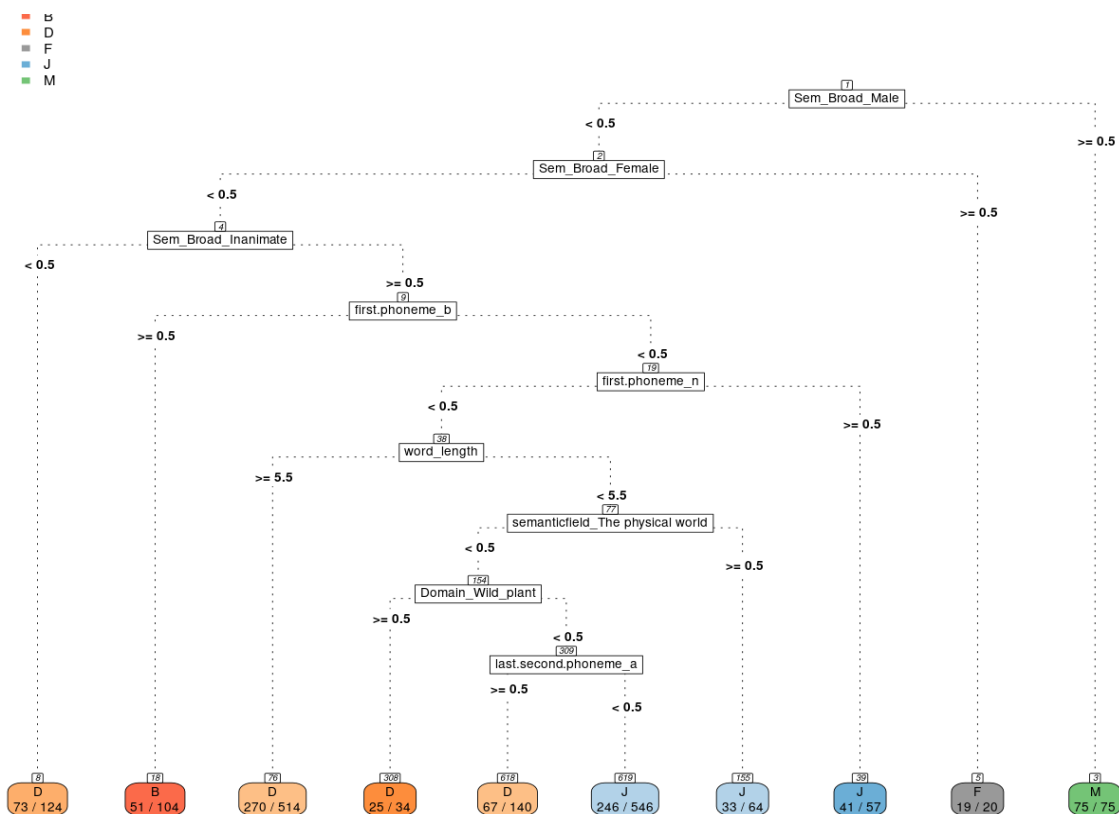 B
D
F
J
M
1
Sem_Broad_Male
< 0.5
>= 0.5
2
Sem_Broad_Female
< 0.5
>= 0.5
4
Sem_Broad_Inanimate
< 0.5
>= 0.5
9
first.phoneme_b
>= 0.5
< 0.5
19
first.phoneme_n
< 0.5
>= 0.5
38
word_length
>= 5.5
< 5.5
77
semanticfield_The physical world
< 0.5
>= 0.5
154
Domain_Wild_plant
>= 0.5
< 0.5
309
last.second.phoneme_a
>= 0.5
< 0.5
8
D
73 / 124
18
B
51 / 104
76
D
270 / 514
308
D
25 / 34
618
D
67 / 140
619
J
246 / 546
155
J
33 / 64
39
J
41 / 57
5
F
19 / 20
3
M
75 / 75